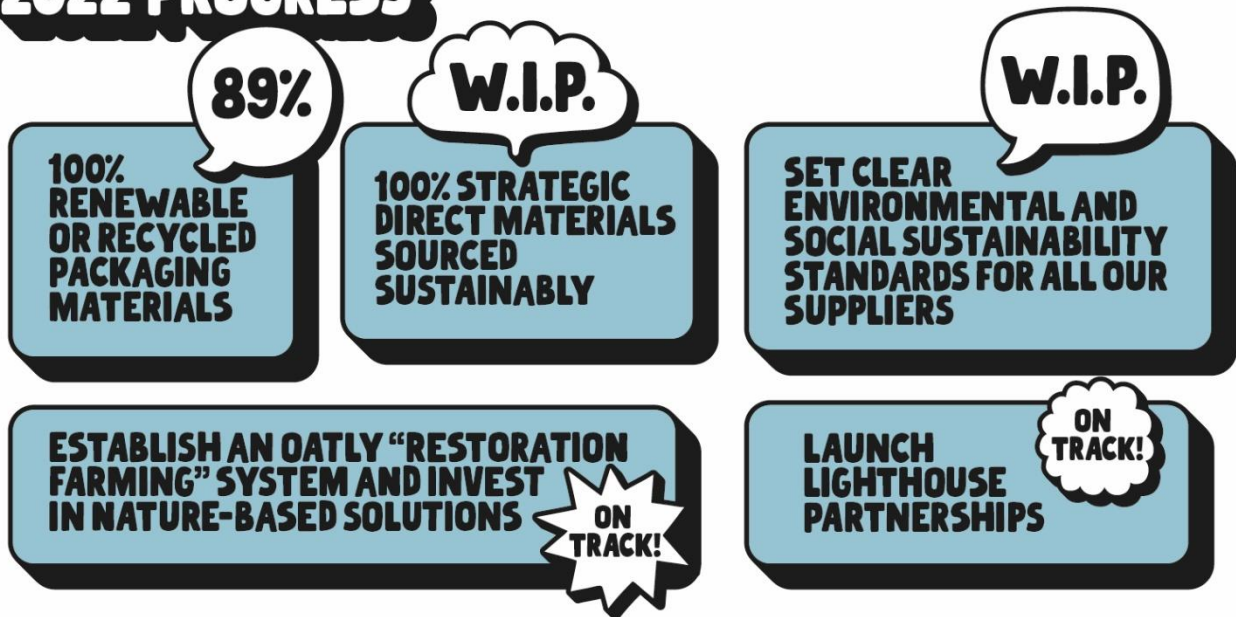 2022 PROGRESS
89%
100%
RENEWABLE
OR RECYCLED
PACKAGING
MATERIALS
W.I.P.
100% STRATEGIC
DIRECT MATERIALS
SOURCED
SUSTAINABLY
W.I.P.
SET CLEAR
ENVIRONMENTAL AND
SOCIAL SUSTAINABILITY
STANDARDS FOR ALL OUR
SUPPLIERS
ESTABLISH AN OATLY “RESTORATION
FARMING” SYSTEM AND INVEST
IN NATURE-BASED SOLUTIONS
ON
TRACK!
LAUNCH
LIGHTHOUSE
PARTNERSHIPS
ON
TRACK!